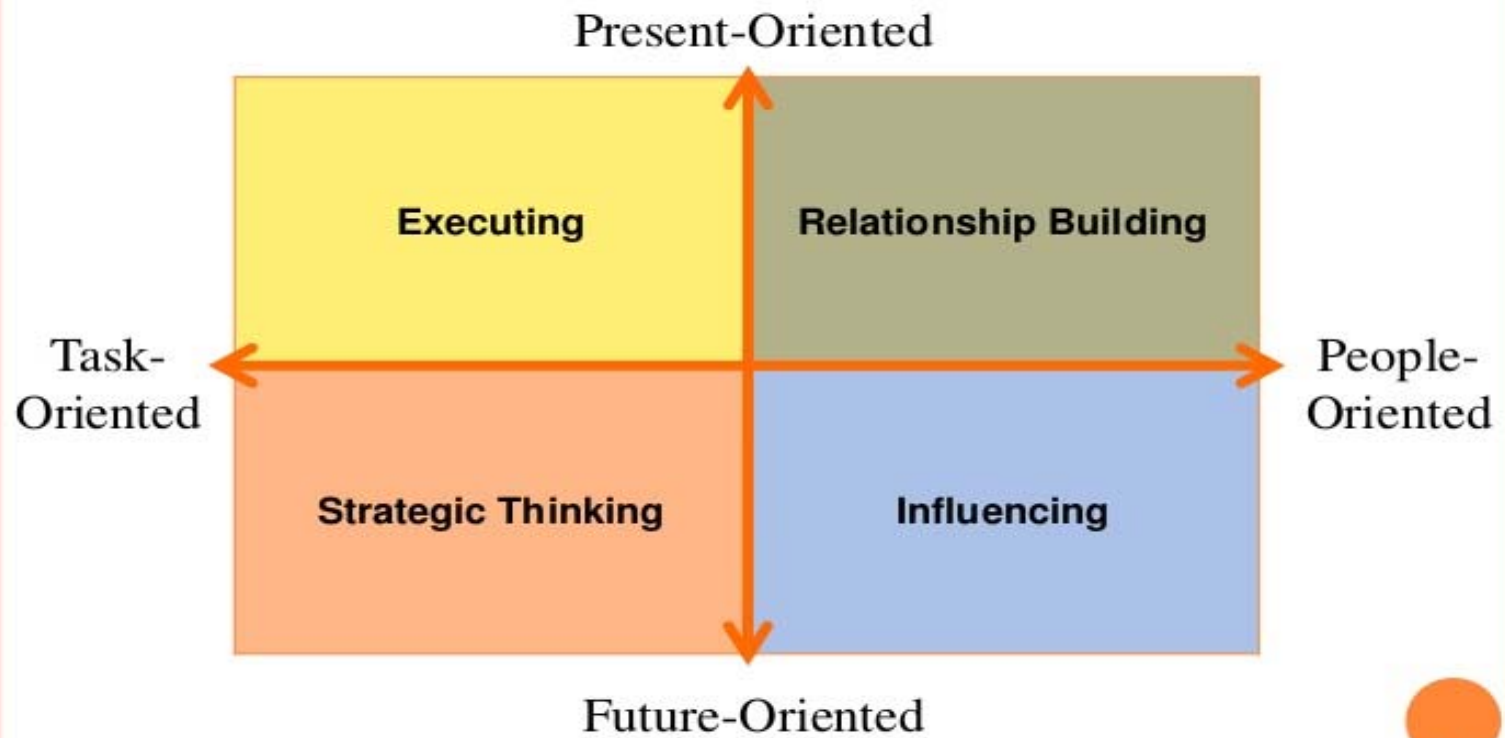 Present-Oriented
Executing
Relationship Building
Task-
Oriented
People-
Oriented
Strategic Thinking
Influencing
Future-Oriented